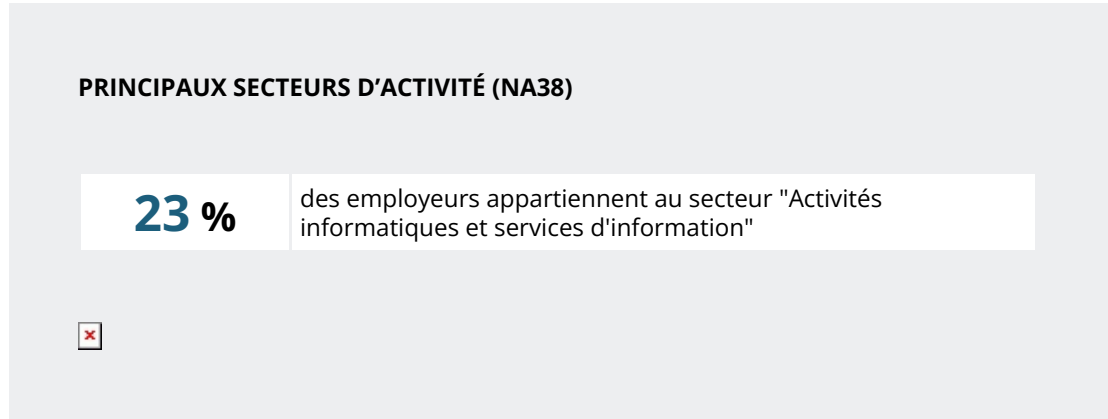 PRINCIPAUX SECTEURS D’ACTIVITÉ (NA38)
23 %
des employeurs appartiennent au secteur "Activités
informatiques et services d'information"